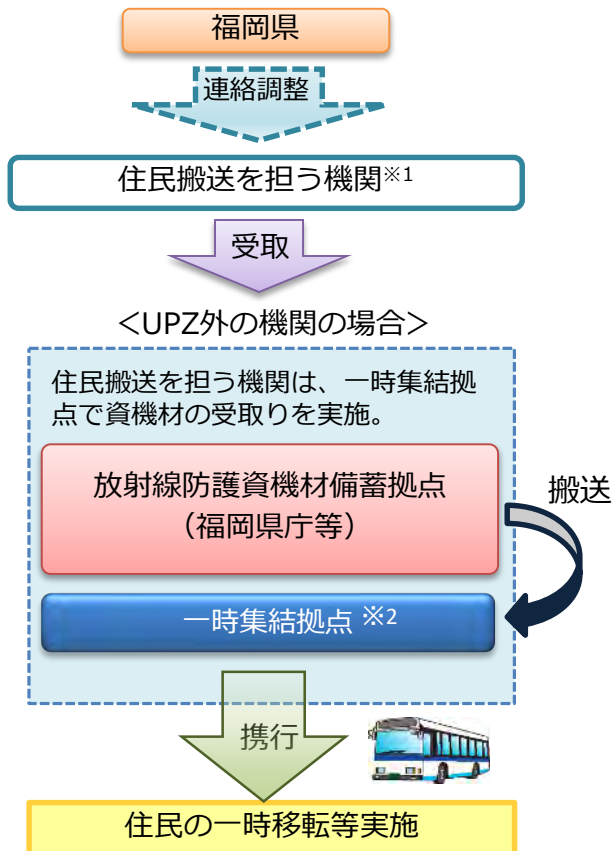 福岡県
連絡調整
住民搬送を担う機関※1
受取
＜UPZ外の機関の場合＞
住民搬送を担う機関は、一時集結拠
点で資機材の受取りを実施。
放射線防護資機材備蓄拠点
（福岡県庁等）
搬送
一時集結拠点 ※2
携行
住民の一時移転等実施